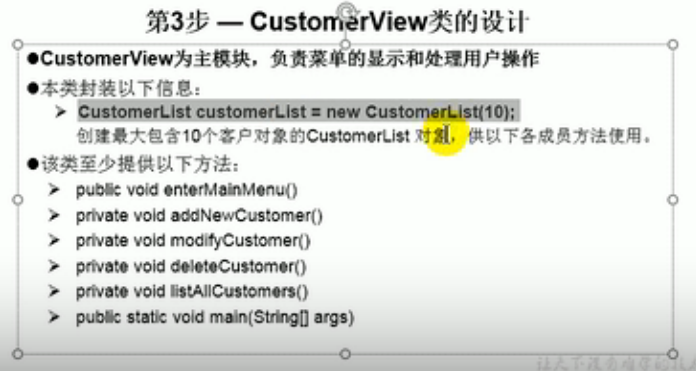 第3步 — CustomerView类的设计
●CustomerView为主模块，负责菜单的显示和处理用户操作
●本类封装以下信息：
➢ CustomerList customerList = new CustomerList(10);
创建最大包含10个客户对象的CustomerList 对象，供以下各成员方法使用。
●该类至少提供以下方法：
➢ public void enterMainMenu()
➢ private void addNewCustomer()
➢ private void modifyCustomer()
➢ private void deleteCustomer()
➢ private void listAllCustomers()
➢ public static void main(String[] args)